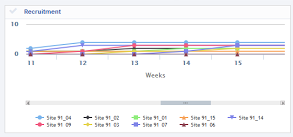 Recruitment
10
0
11 12 13 14 15
Weeks
Site 91_04 Site 91_02 Site 91_01 Site 91_15 Site 91_14
Site 91_09 Site 91_03 Site 91_07 Site 91_06